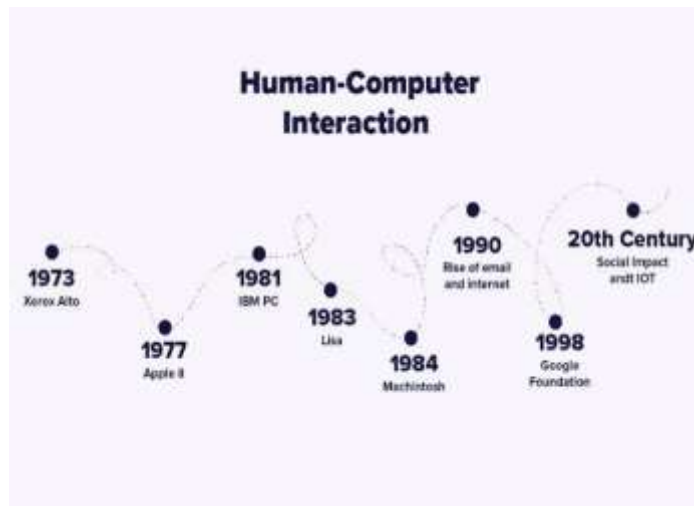 Human-Computer
Interaction
1973
Xerox Alto
1977
Apple II
1981
IBM PC
1983
Lisa
1984
Machintosh
1990
Rise of email
and internet
1998
Google
Foundation
20th Century
Social Impact
andt IOT